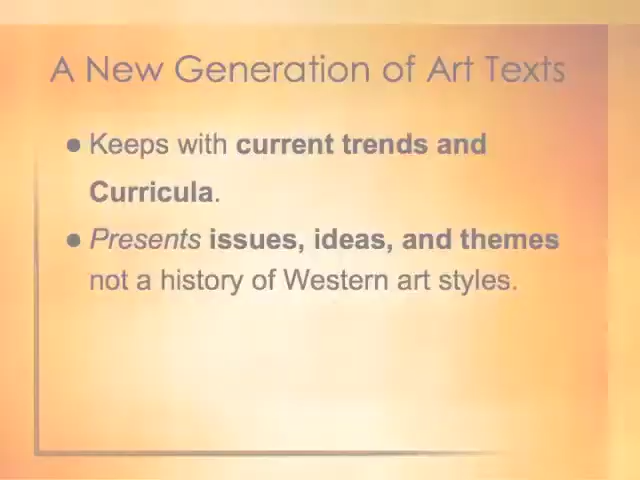 A New Generation of Art Texts
● Keeps with current trends and
Curricula.
● Presents issues, ideas, and themes
not a history of Western art styles.